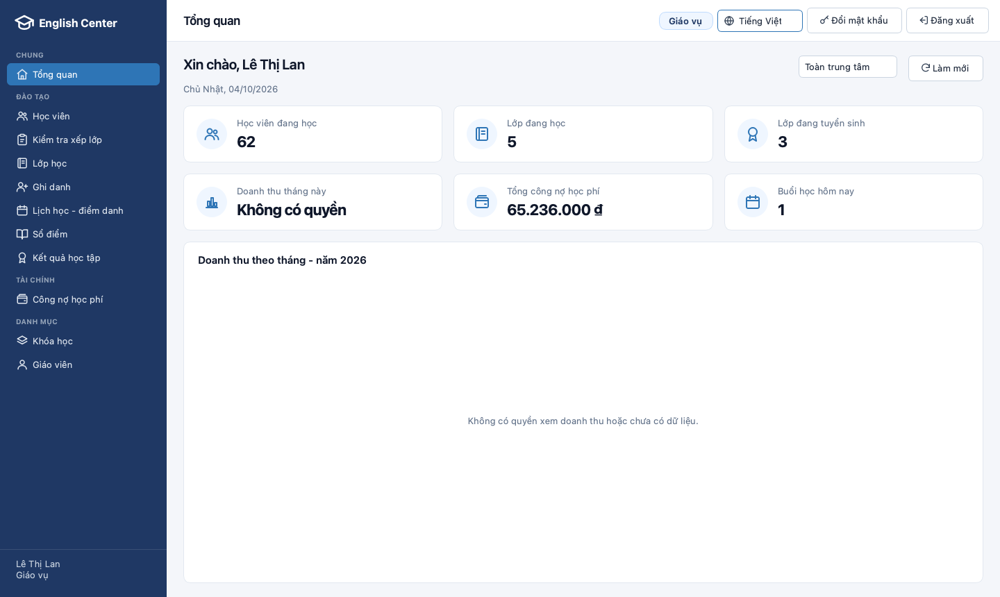 English Center
CHUNG
Tổng quan
ĐÀO TẠO
Học viên
Kiểm tra xếp lớp
Lớp học
Ghi danh
Lịch học - điểm danh
Sổ điểm
Kết quả học tập
TÀI CHÍNH
Công nợ học phí
DANH MỤC
Khóa học
Giáo viên
Lê Thị Lan
Giáo vụ
Tổng quan
Giáo vụ
Tiếng Việt
Đổi mật khẩu
Đăng xuất
Xin chào, Lê Thị Lan
Chủ Nhật, 04/10/2026
Toàn trung tâm
Làm mới
Học viên đang học
62
Lớp đang học
5
Lớp đang tuyển sinh
3
Doanh thu tháng này
Không có quyền
Tổng công nợ học phí
65.236.000 ₫
Buổi học hôm nay
1
Doanh thu theo tháng - năm 2026
Không có quyền xem doanh thu hoặc chưa có dữ liệu.